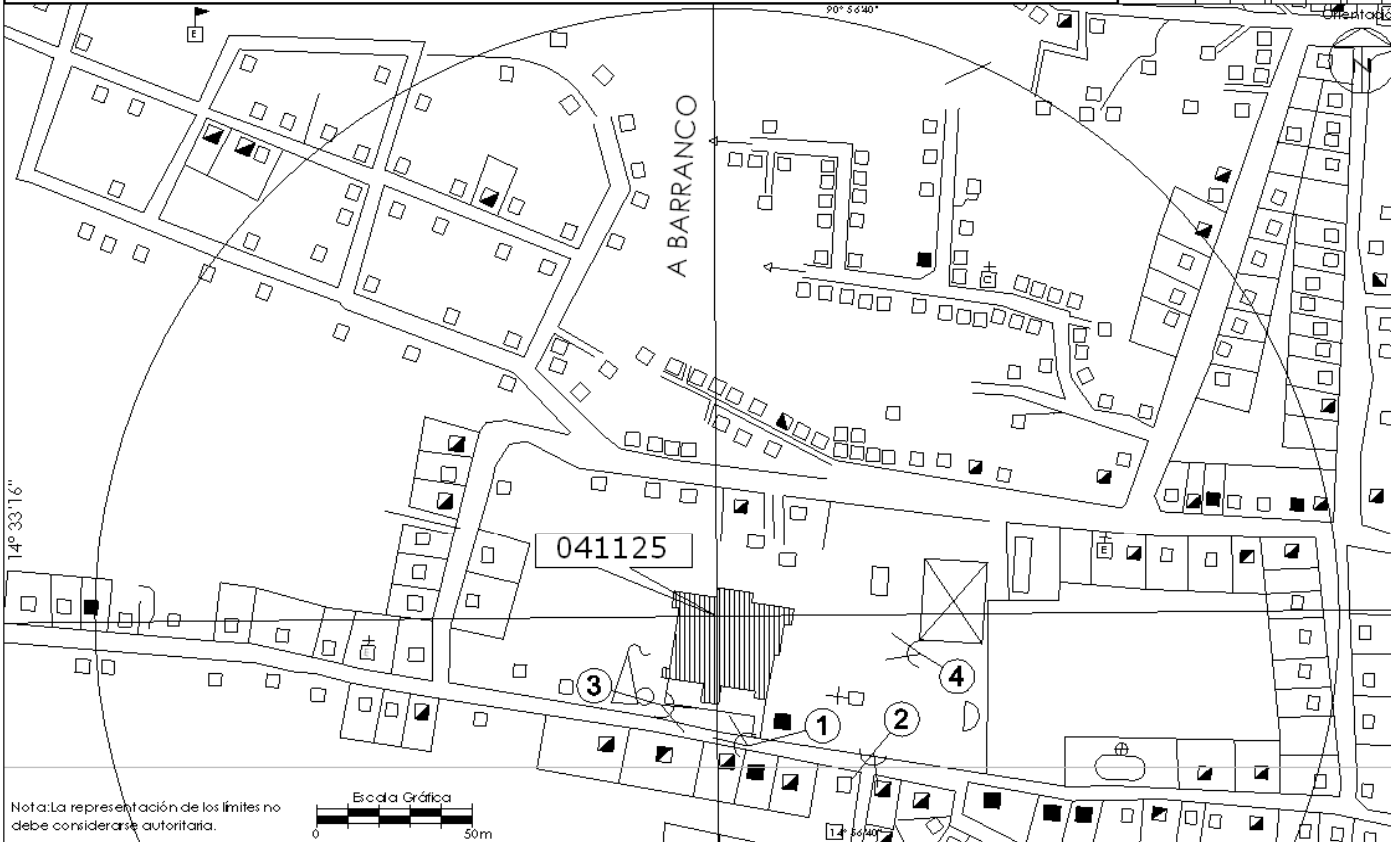 90° 56'40"
Orientació
N
E
A BARRANCO
C
14° 33'16"
041125
E
E
3
4
1
2
Nota:La representación de los límites no
debe considerarse autoritaria.
Escala Gráfica
0 50m
14° 56'40"